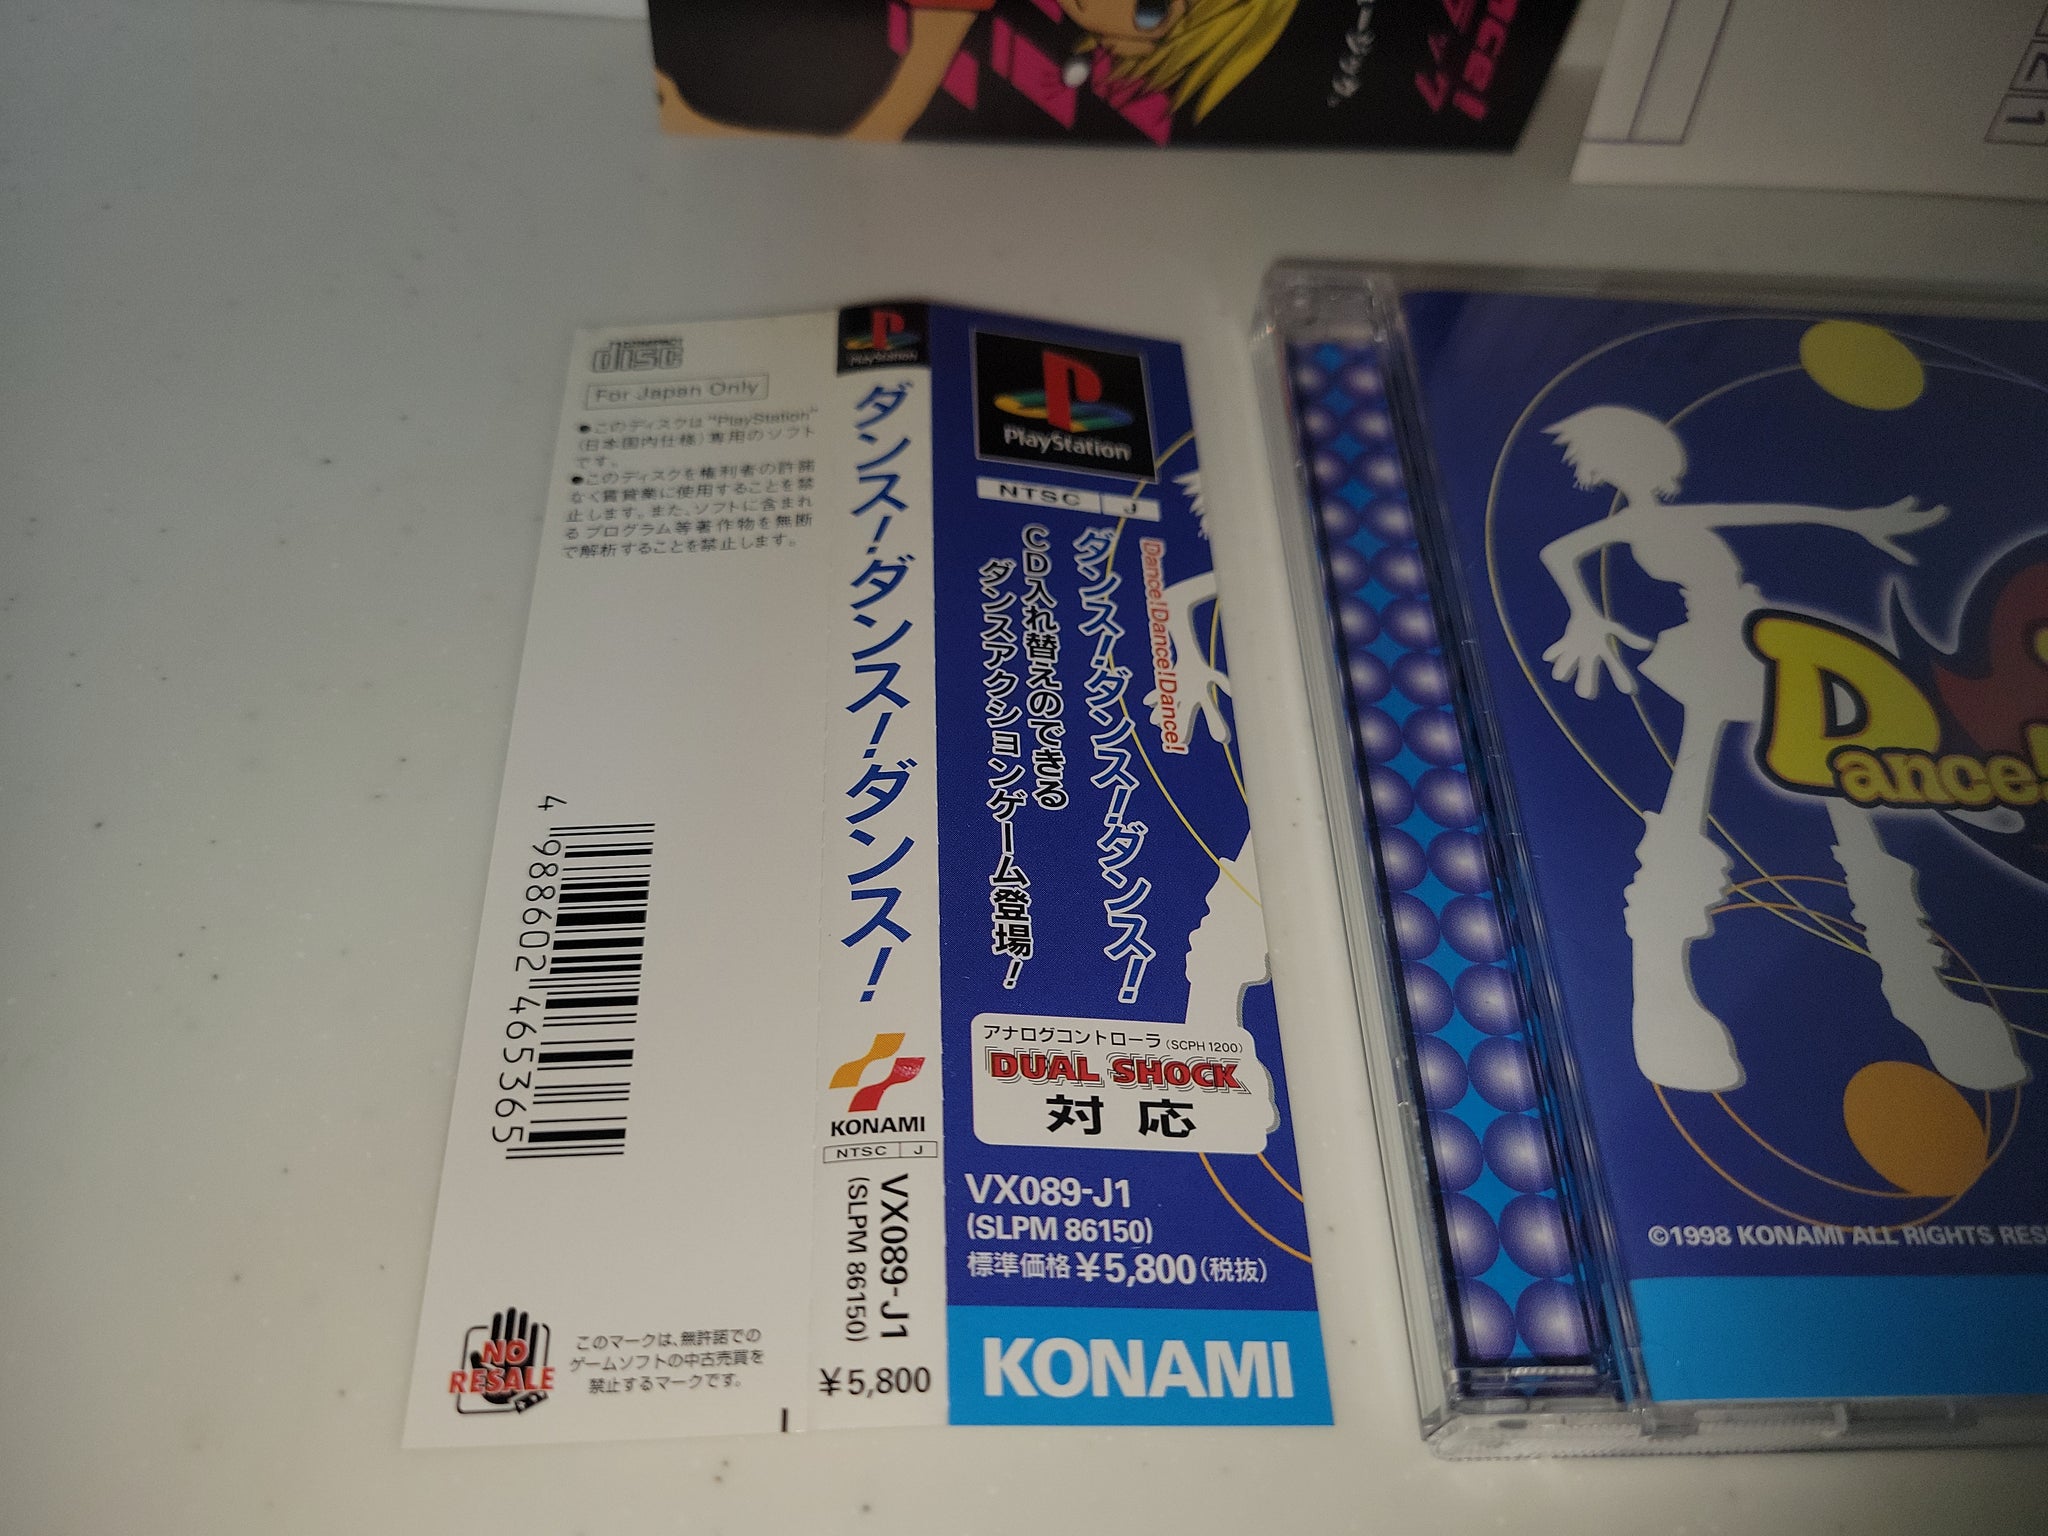 nce!
ージック。
2 1
disc
For Japan Only
●このディスクは"PlayStation"
(日本国内仕様)専用のソフト
です。
●このディスクを権利者の許諾
なく賃貸業に使用することを禁
止します。また、ソフトに含まれ
るプログラム等著作物を無断
で解析することを禁止します。
4 988602 465365
NO
RESALE
このマークは、無許諾での
ゲームソフトの中古売買を
禁止するマークです。
PlayStation
ダンス!ダンス!ダンス!
KONAMI
NTSC J
VX089-J1
(SLPM 86150)
¥5,800
PlayStation
NTSC J
Dance!Dance!Dance!
ダンス!ダンス!ダンス!
CD入れ替えのできる
ダンスアクションゲーム登場!
アナログコントローラ(SCPH 1200)
DUAL SHOCK
対応
VX089-J1
(SLPM 86150)
標準価格¥5,800(税抜)
KONAMI
Dance!
©1998 KONAMI ALL RIGHTS RES